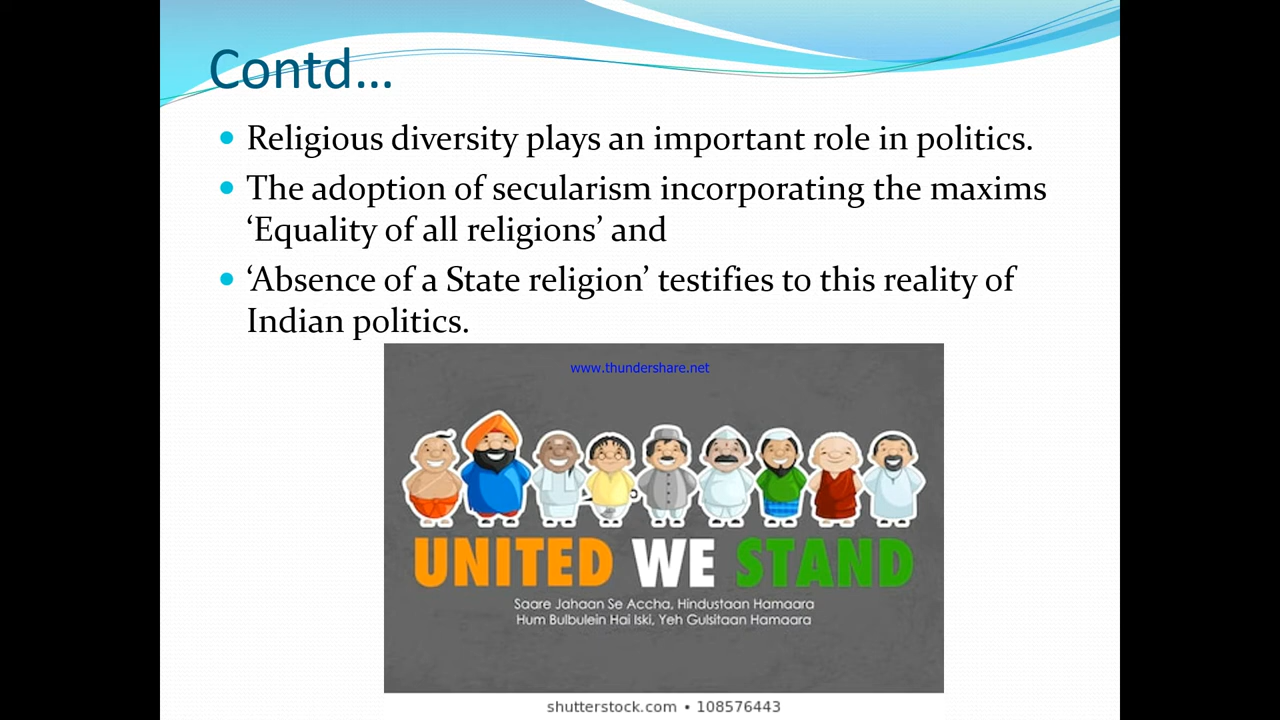 Contd...
Religious diversity plays an important role in politics.
The adoption of secularism incorporating the maxims
‘Equality of all religions’ and
‘Absence of a State religion’ testifies to this reality of
Indian politics.
www.thundershare.net
UNITED WE STAND
Saare Jahaan Se Accha, Hindustaan Hamaara
Hum Bulbulein Hai Iski, Yeh Gulsitaan Hamaara
shutterstock.com • 108576443